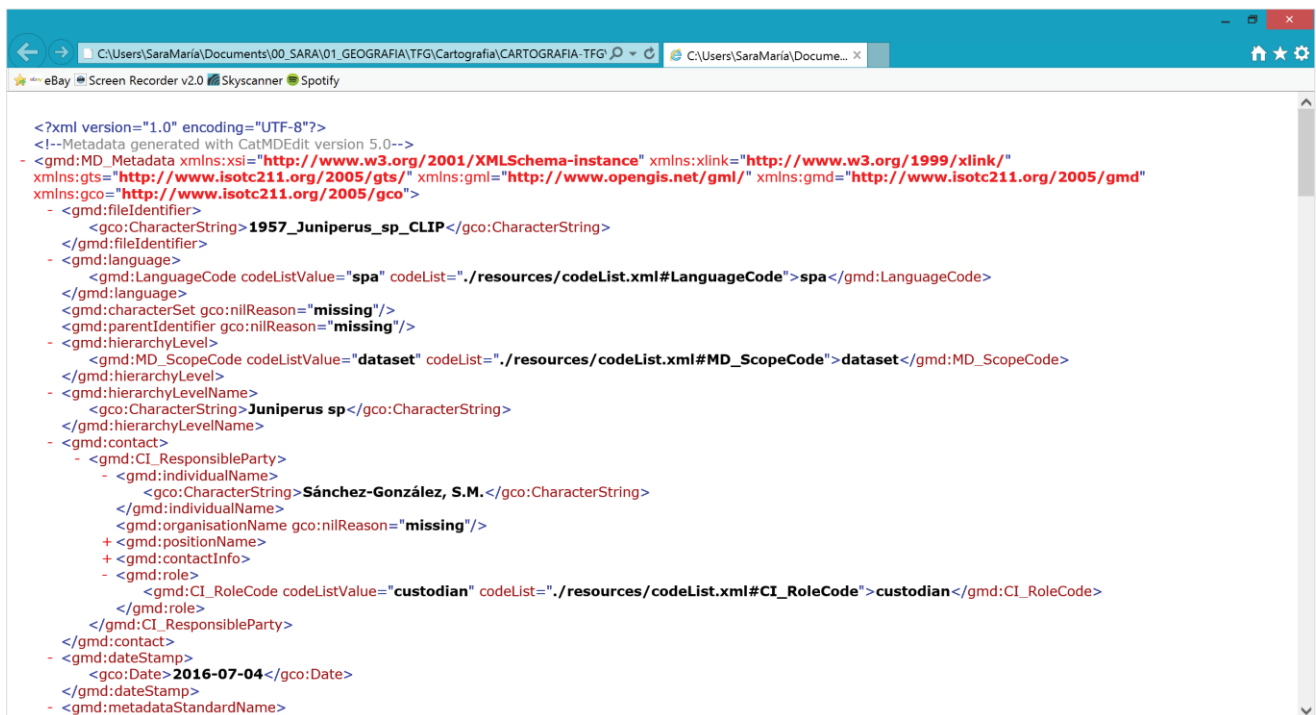 C:\Users\SaraMaría\Documents\00_SARA\01_GEOGRAFIA\TFG\Cartografia\CARTOGRAFIA-TFG\
C:\Users\SaraMaría\Docume...
eBay Screen Recorder v2.0 Skyscanner Spotify
<?xml version="1.0" encoding="UTF-8"?>
<!--Metadata generated with CatMDEdit version 5.0-->
- <gmd:MD_Metadata xmlns:xsi="http://www.w3.org/2001/XMLSchema-instance" xmlns:xlink="http://www.w3.org/1999/xlink/"
xmlns:gts="http://www.isotc211.org/2005/gts/" xmlns:gml="http://www.opengis.net/gml/" xmlns:gmd="http://www.isotc211.org/2005/gmd"
xmlns:gco="http://www.isotc211.org/2005/gco">
- <gmd:fileIdentifier>
<gco:CharacterString>1957_Juniperus_sp_CLIP</gco:CharacterString>
</gmd:fileIdentifier>
- <gmd:language>
<gmd:LanguageCode codeListValue="spa" codeList="./resources/codeList.xml#LanguageCode">spa</gmd:LanguageCode>
</gmd:language>
<gmd:characterSet gco:nilReason="missing"/>
<gmd:parentIdentifier gco:nilReason="missing"/>
- <gmd:hierarchyLevel>
<gmd:MD_ScopeCode codeListValue="dataset" codeList="./resources/codeList.xml#MD_ScopeCode">dataset</gmd:MD_ScopeCode>
</gmd:hierarchyLevel>
- <gmd:hierarchyLevelName>
<gco:CharacterString>Juniperus sp</gco:CharacterString>
</gmd:hierarchyLevelName>
- <gmd:contact>
- <gmd:CI_ResponsibleParty>
- <gmd:individualName>
<gco:CharacterString>Sánchez-González, S.M.</gco:CharacterString>
</gmd:individualName>
<gmd:organisationName gco:nilReason="missing"/>
+ <gmd:positionName>
+ <gmd:contactInfo>
- <gmd:role>
<gmd:CI_RoleCode codeListValue="custodian" codeList="./resources/codeList.xml#CI_RoleCode">custodian</gmd:CI_RoleCode>
</gmd:role>
</gmd:CI_ResponsibleParty>
</gmd:contact>
- <gmd:dateStamp>
<gco:Date>2016-07-04</gco:Date>
</gmd:dateStamp>
- <gmd:metadataStandardName>